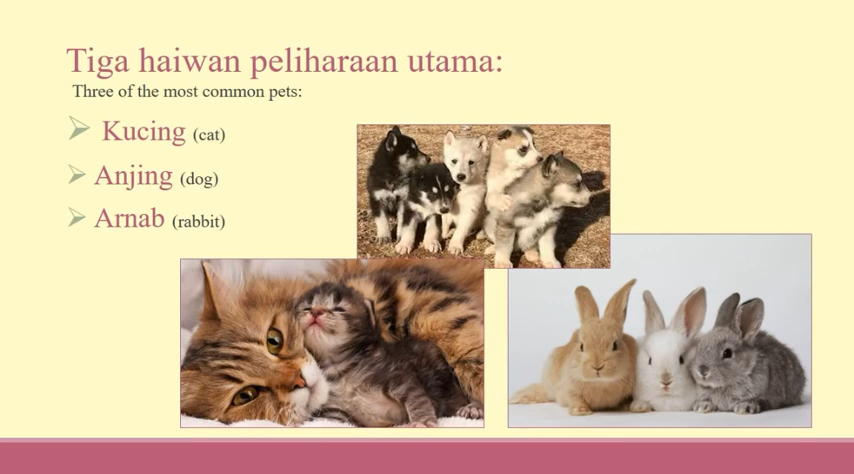 Tiga haiwan peliharaan utama:
Three of the most common pets:
Kucing (cat)
Anjing (dog)
Arnab (rabbit)